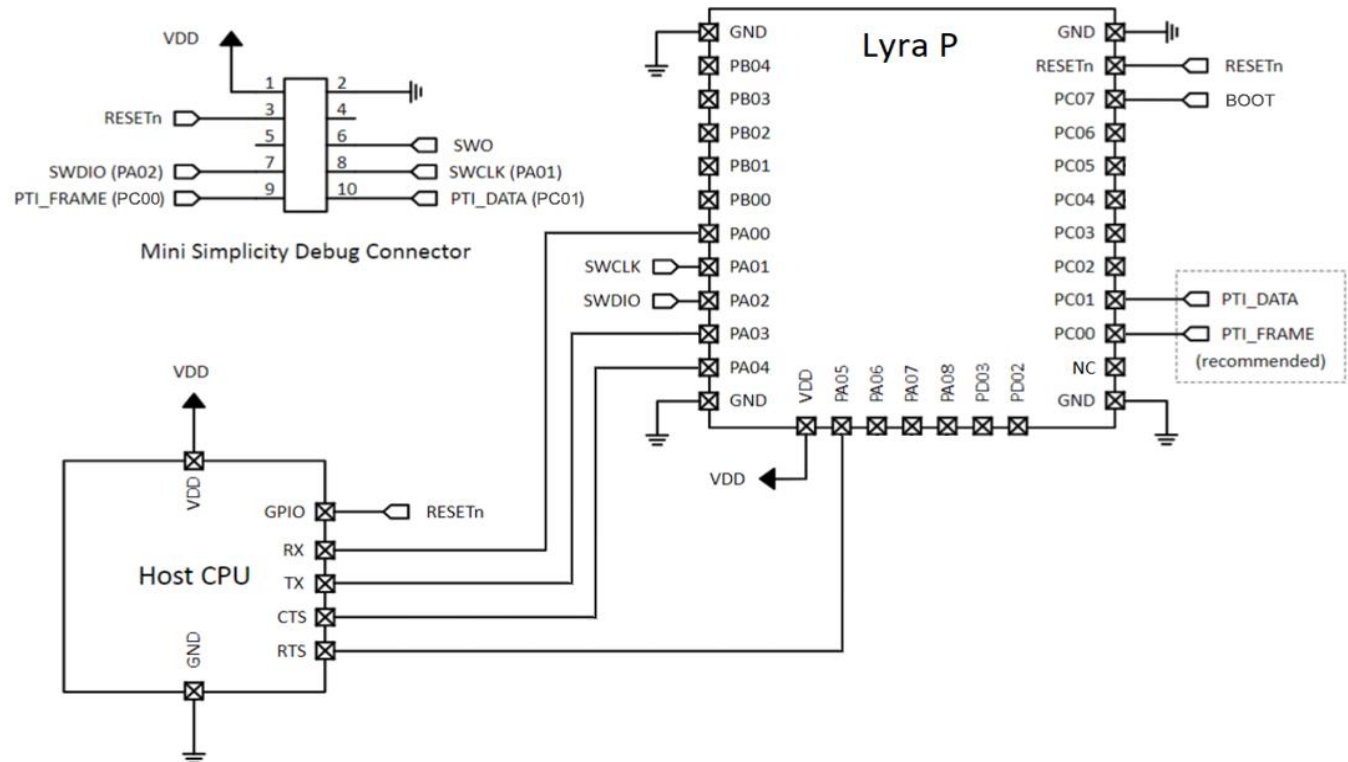 VDD
1 2
RESETn 3 4
5 6 SWO
SWDIO (PA02) 7 8 SWCLK (PA01)
PTI_FRAME (PC00) 9 10 PTI_DATA (PC01)
Mini Simplicity Debug Connector
Lyra P
GND
PB04
PB03
PB02
PB01
PB00
PA00
SWCLK PA01
SWDIO PA02
PA03
PA04
GND
GND
RESETn RESETn
PC07 BOOT
PC06
PC05
PC04
PC03
PC02
PC01 PTI_DATA
PC00 PTI_FRAME
(recommended)
NC
GND
VDD PA05 PA06 PA07 PA08 PD03 PD02
VDD
VDD
VDD
GPIO RESETn
RX
Host CPU
TX
CTS
RTS
GND